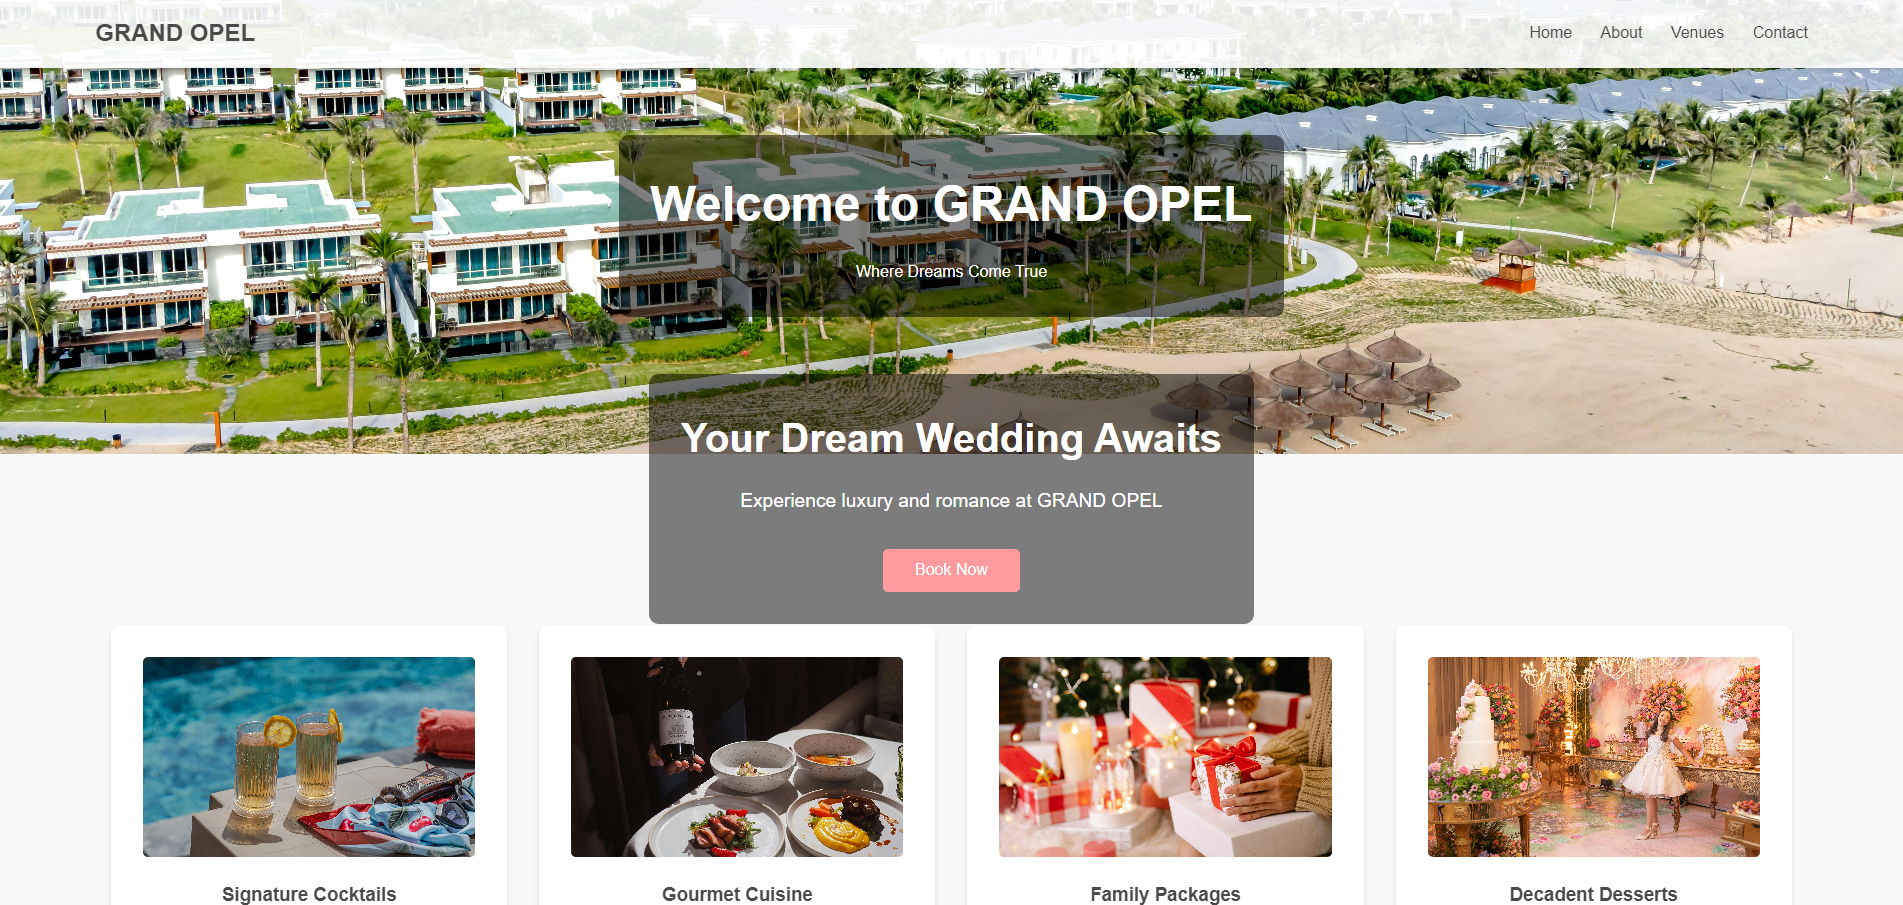 GRAND OPEL
Home About Venues Contact
Welcome to GRAND OPEL
Where Dreams Come True
Your Dream Wedding Awaits
Experience luxury and romance at GRAND OPEL
Book Now
Signature Cocktails
Gourmet Cuisine
Family Packages
Decadent Desserts